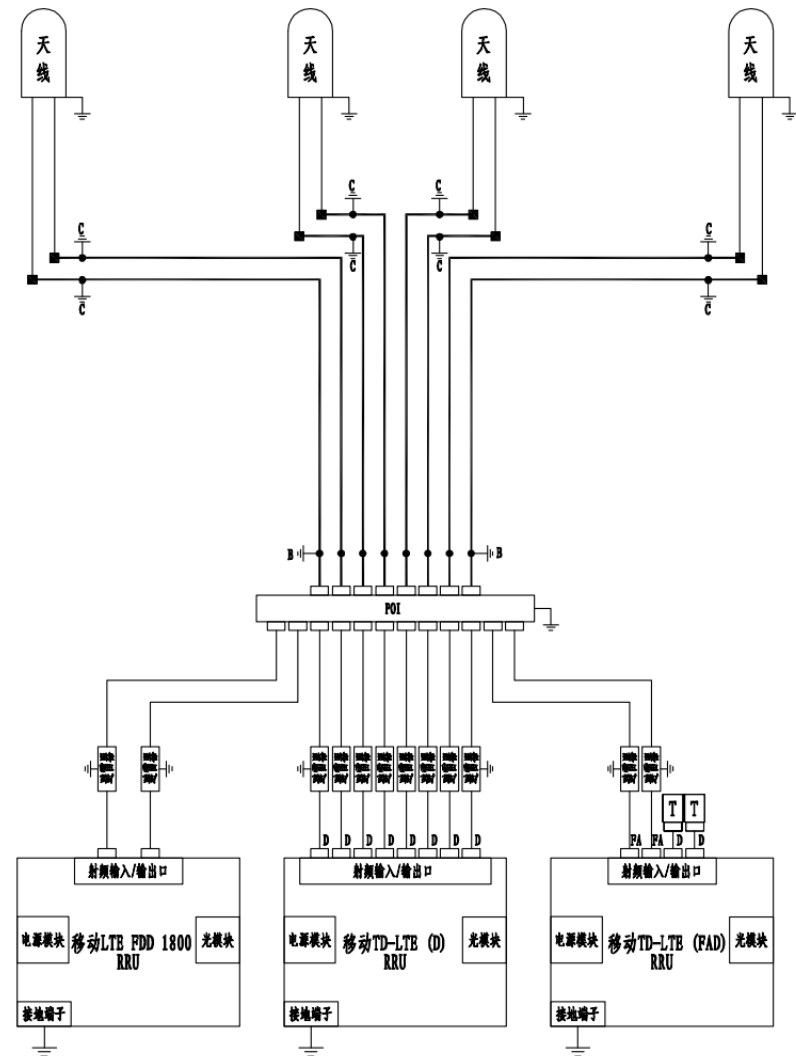 天
线
天
线
天
线
天
线
C
C
C
C
C
C
C
C
B
B
POI
T
T
D
D
D
D
D
D
D
D
FA
FA
D
D
射频输入/输出口
射频输入/输出口
射频输入/输出口
电源模块
移动LTE FDD 1800
RRU
光模块
电源模块
移动TD-LTE (D)
RRU
光模块
电源模块
移动TD-LTE (FAD)
RRU
光模块
接地端子
接地端子
接地端子